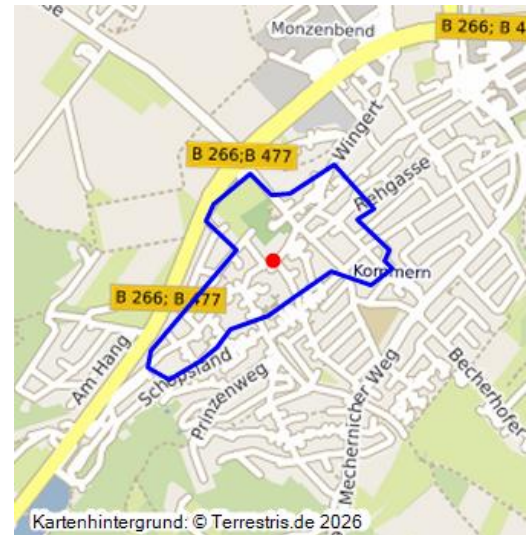 Monzenbend
B 266; B 4
B 266;B 477
Wingert
Rehgasse
Kommern
B 266; B 477
Am Hang
Schopsland
Prinzenweg
Mechernicher Weg
Becherhofer
Kartenhintergrund: © Terrestris.de 2026